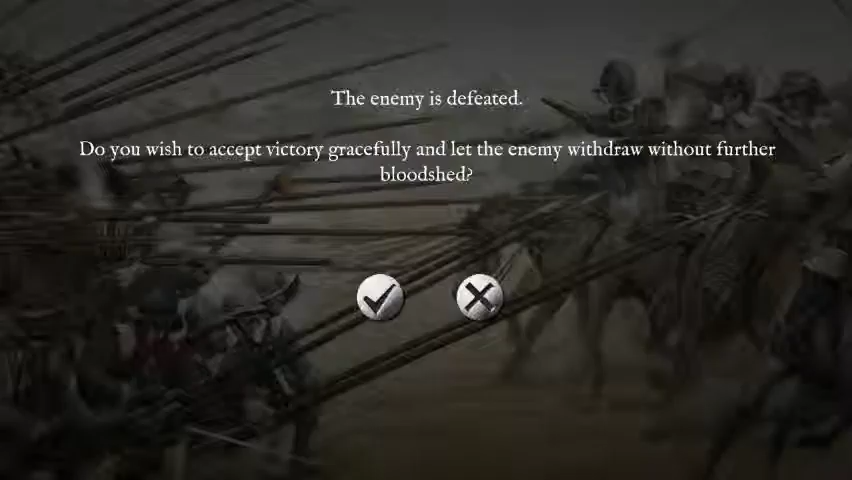 The enemy is defeated.
Do you wish to accept victory gracefully and let the enemy withdraw without further
bloodshed?